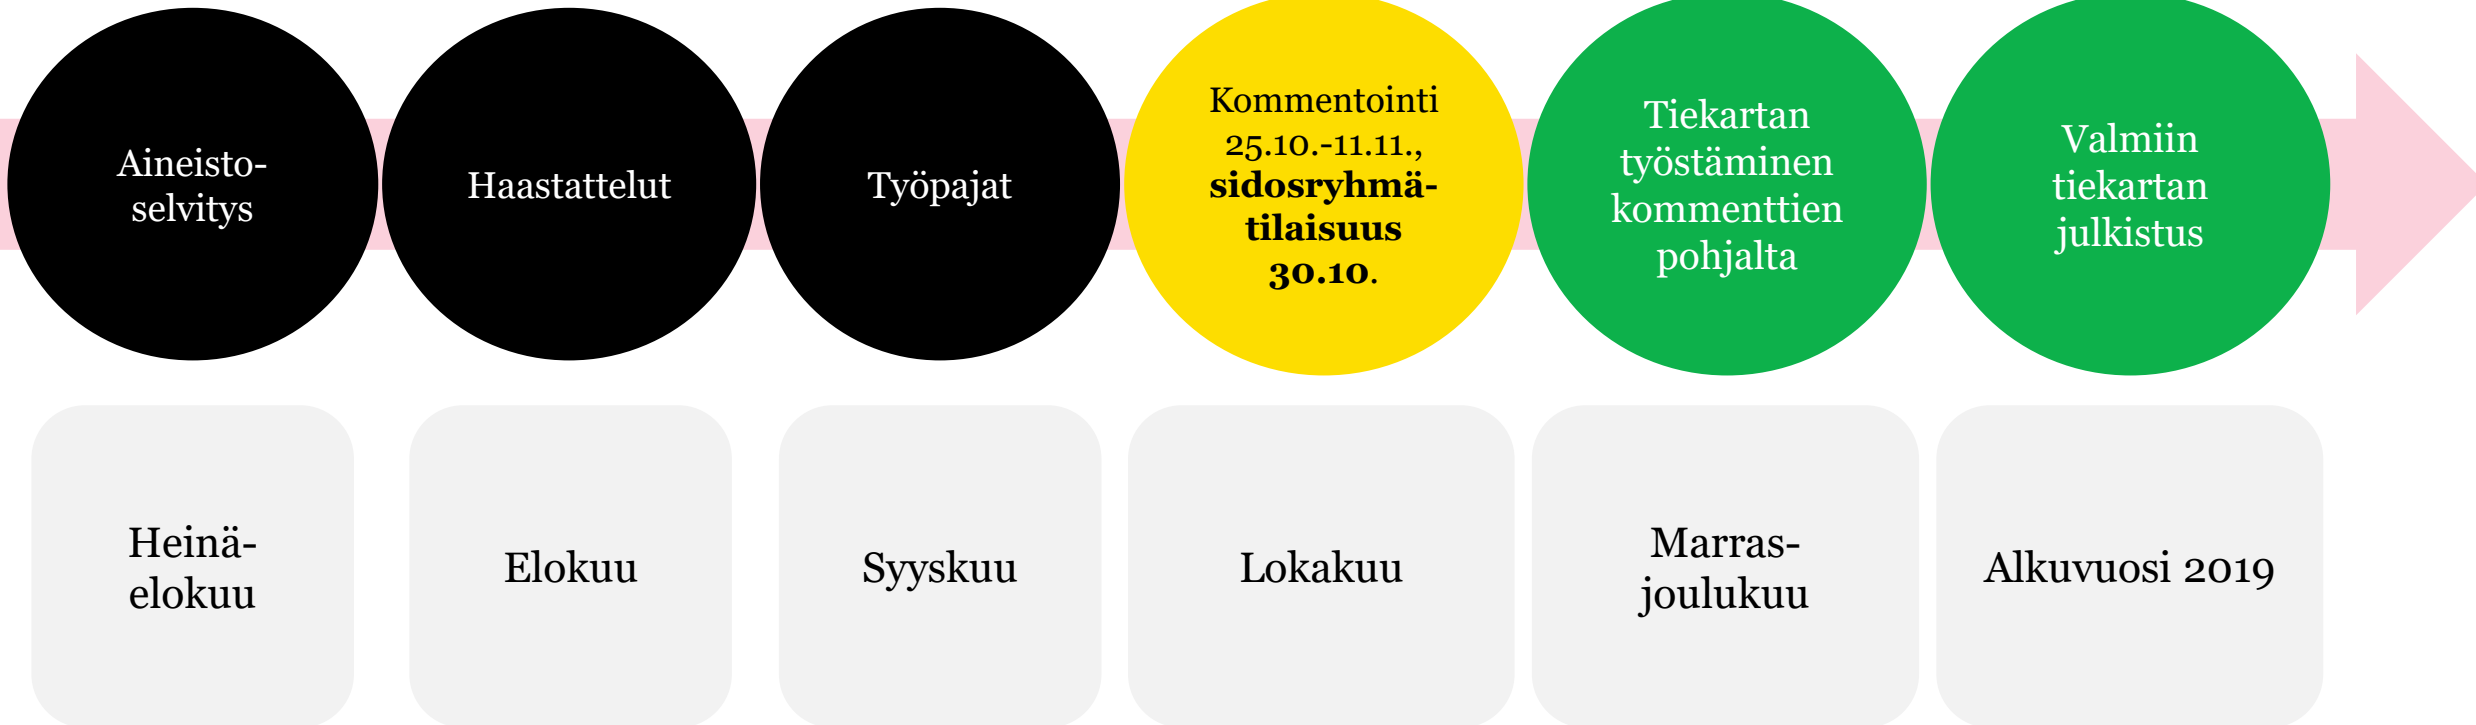 Aineisto-
selvitys
Haastattelut
Työpajat
Kommentointi
25.10.-11.11.,
sidosryhmä-
tilaisuus
30.10.
Tiekartan
työstäminen
kommenttien
pohjalta
Valmiin
tiekartan
julkistus
Heinä-
elokuu
Elokuu
Syyskuu
Lokakuu
Marras-
joulukuu
Alkuvuosi 2019